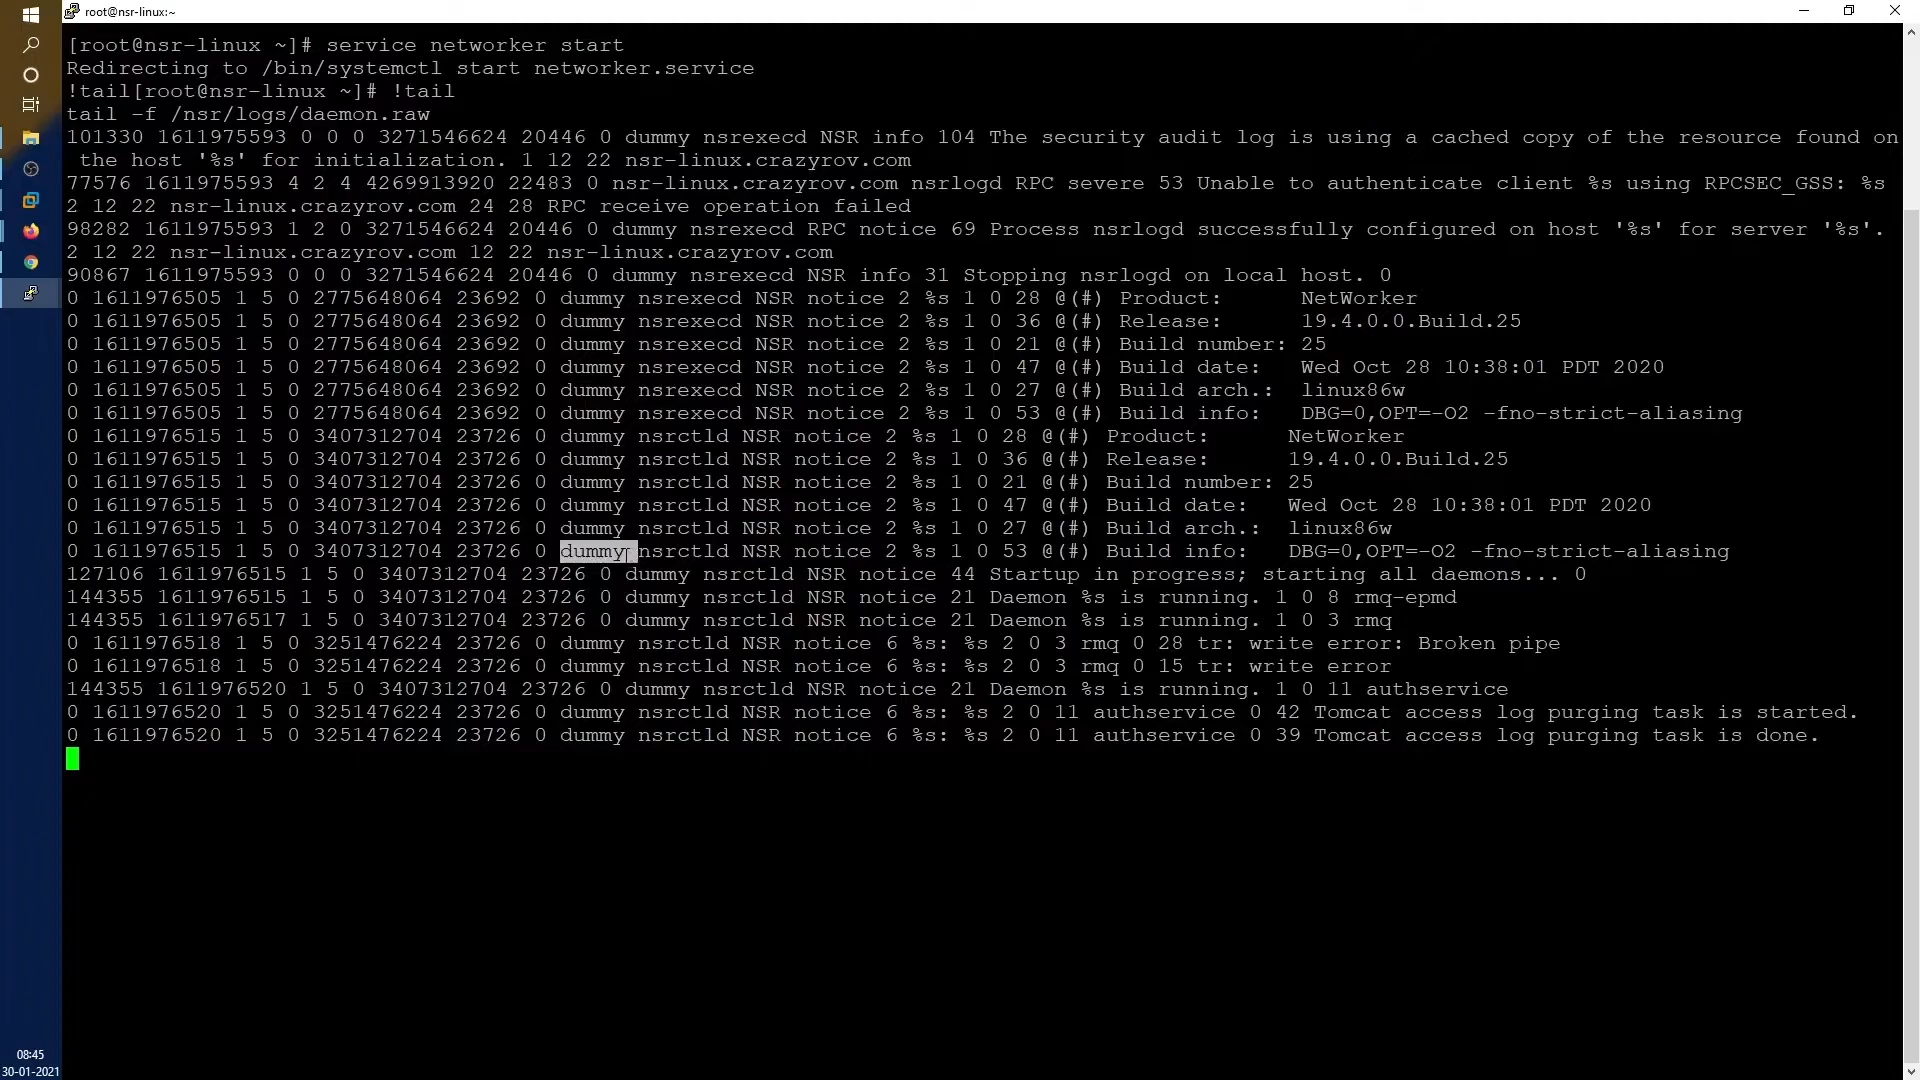 root@nsr-linux:~
[root@nsr-linux ~]# service networker start
Redirecting to /bin/systemctl start networker.service
!tail[root@nsr-linux ~]# !tail
tail -f /nsr/logs/daemon.raw
101330 1611975593 0 0 0 3271546624 20446 0 dummy nsrexecd NSR info 104 The security audit log is using a cached copy of the resource found on
the host '%s' for initialization. 1 12 22 nsr-linux.crazyrov.com
77576 1611975593 4 2 4 4269913920 22483 0 nsr-linux.crazyrov.com nsrlogd RPC severe 53 Unable to authenticate client %s using RPCSEC_GSS: %s
2 12 22 nsr-linux.crazyrov.com 24 28 RPC receive operation failed
98282 1611975593 1 2 0 3271546624 20446 0 dummy nsrexecd RPC notice 69 Process nsrlogd successfully configured on host '%s' for server '%s'.
2 12 22 nsr-linux.crazyrov.com 12 22 nsr-linux.crazyrov.com
90867 1611975593 0 0 0 3271546624 20446 0 dummy nsrexecd NSR info 31 Stopping nsrlogd on local host. 0
0 1611976505 1 5 0 2775648064 23692 0 dummy nsrexecd NSR notice 2 %s 1 0 28 @(#) Product:      NetWorker
0 1611976505 1 5 0 2775648064 23692 0 dummy nsrexecd NSR notice 2 %s 1 0 36 @(#) Release:      19.4.0.0.Build.25
0 1611976505 1 5 0 2775648064 23692 0 dummy nsrexecd NSR notice 2 %s 1 0 21 @(#) Build number: 25
0 1611976505 1 5 0 2775648064 23692 0 dummy nsrexecd NSR notice 2 %s 1 0 47 @(#) Build date:   Wed Oct 28 10:38:01 PDT 2020
0 1611976505 1 5 0 2775648064 23692 0 dummy nsrexecd NSR notice 2 %s 1 0 27 @(#) Build arch.:  linux86w
0 1611976505 1 5 0 2775648064 23692 0 dummy nsrexecd NSR notice 2 %s 1 0 53 @(#) Build info:   DBG=0,OPT=-O2 -fno-strict-aliasing
0 1611976515 1 5 0 3407312704 23726 0 dummy nsrctld NSR notice 2 %s 1 0 28 @(#) Product:      NetWorker
0 1611976515 1 5 0 3407312704 23726 0 dummy nsrctld NSR notice 2 %s 1 0 36 @(#) Release:      19.4.0.0.Build.25
0 1611976515 1 5 0 3407312704 23726 0 dummy nsrctld NSR notice 2 %s 1 0 21 @(#) Build number: 25
0 1611976515 1 5 0 3407312704 23726 0 dummy nsrctld NSR notice 2 %s 1 0 47 @(#) Build date:   Wed Oct 28 10:38:01 PDT 2020
0 1611976515 1 5 0 3407312704 23726 0 dummy nsrctld NSR notice 2 %s 1 0 27 @(#) Build arch.:  linux86w
0 1611976515 1 5 0 3407312704 23726 0 dummy nsrctld NSR notice 2 %s 1 0 53 @(#) Build info:   DBG=0,OPT=-O2 -fno-strict-aliasing
127106 1611976515 1 5 0 3407312704 23726 0 dummy nsrctld NSR notice 44 Startup in progress; starting all daemons... 0
144355 1611976515 1 5 0 3407312704 23726 0 dummy nsrctld NSR notice 21 Daemon %s is running. 1 0 8 rmq-epmd
144355 1611976517 1 5 0 3407312704 23726 0 dummy nsrctld NSR notice 21 Daemon %s is running. 1 0 3 rmq
0 1611976518 1 5 0 3251476224 23726 0 dummy nsrctld NSR notice 6 %s: %s 2 0 3 rmq 0 28 tr: write error: Broken pipe
0 1611976518 1 5 0 3251476224 23726 0 dummy nsrctld NSR notice 6 %s: %s 2 0 3 rmq 0 15 tr: write error
144355 1611976520 1 5 0 3407312704 23726 0 dummy nsrctld NSR notice 21 Daemon %s is running. 1 0 11 authservice
0 1611976520 1 5 0 3251476224 23726 0 dummy nsrctld NSR notice 6 %s: %s 2 0 11 authservice 0 42 Tomcat access log purging task is started.
0 1611976520 1 5 0 3251476224 23726 0 dummy nsrctld NSR notice 6 %s: %s 2 0 11 authservice 0 39 Tomcat access log purging task is done.
08:45
30-01-2021